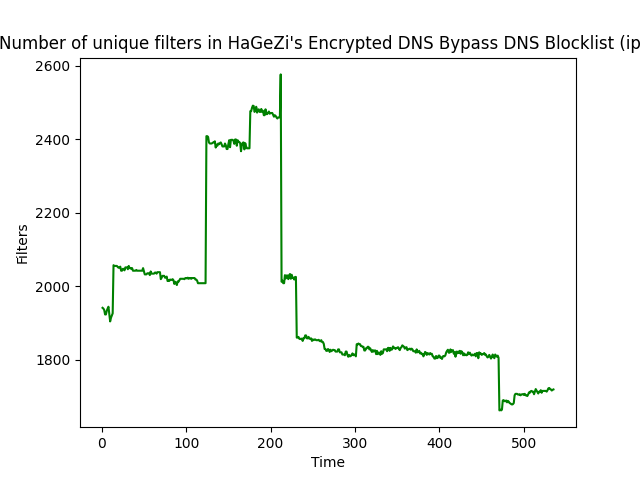 Number of unique filters in HaGeZi's Encrypted DNS Bypass DNS Blocklist (ip
2600
2400
2200
2000
1800
Filters
0 100 200 300 400 500
Time